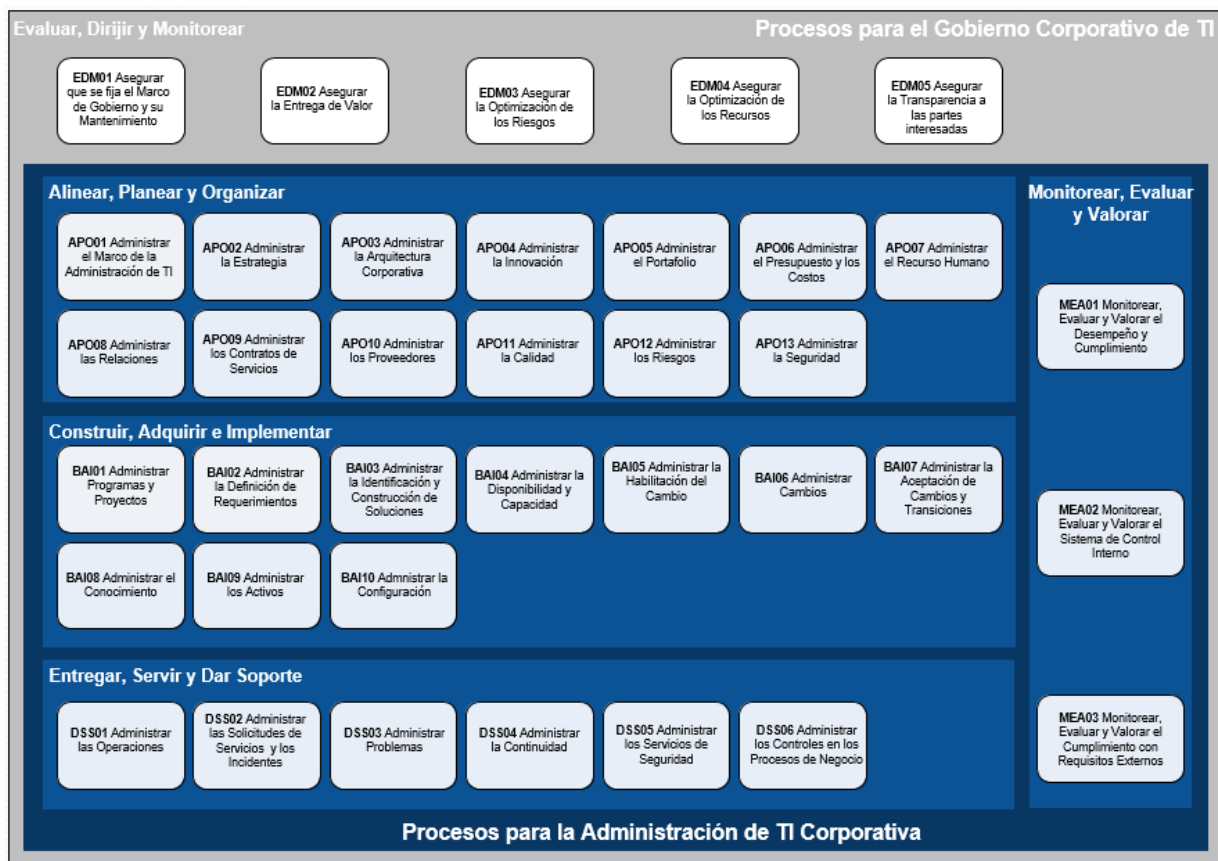 Evaluar, Dirijir y Monitorear
Procesos para el Gobierno Corporativo de TI
EDM01 Asegurar
que se fija el Marco
de Gobierno y su
Mantenimiento
EDM02 Asegurar
la Entrega de Valor
EDM03 Asegurar
la Optimización de
los Riesgos
EDM04 Asegurar
la Optimización de
los Recursos
EDM05 Asegurar
la Transparencia a
las partes
interesadas
Alinear, Planear y Organizar
APO01 Administrar
el Marco de la
Administración de TI
APO02 Administrar
la Estrategia
APO03 Administrar
la Arquitectura
Corporativa
APO04 Administrar
la Innovación
APO05 Administrar
el Portafolio
APO06 Administrar
el Presupuesto y los
Costos
APO07 Administrar
el Recurso Humano
APO08 Administrar
las Relaciones
APO09 Administrar
los Contratos de
Servicios
APO10 Administrar
los Proveedores
APO11 Administrar
la Calidad
APO12 Administrar
los Riesgos
APO13 Administrar
la Seguridad
Construir, Adquirir e Implementar
BAI01 Administrar
Programas y
Proyectos
BAI02 Administrar
la Definición de
Requerimientos
BAI03 Administrar
la Identificación y
Construcción de
Soluciones
BAI04 Administrar la
Disponibilidad y
Capacidad
BAI05 Administrar la
Habilitación del
Cambio
BAI06 Administrar
Cambios
BAI07 Administrar la
Aceptación de
Cambios y
Transiciones
BAI08 Administrar el
Conocimiento
BAI09 Administrar
los Activos
BAI10 Admnistrar la
Configuración
Entregar, Servir y Dar Soporte
DSS01 Administrar
las Operaciones
DSS02 Administrar
las Solicitudes de
Servicios y los
Incidentes
DSS03 Administrar
Problemas
DSS04 Administrar
la Continuidad
DSS05 Administrar
los Servicios de
Seguridad
DSS06 Administrar
los Controles en los
Procesos de Negocio
Monitorear, Evaluar
y Valorar
MEA01 Monitorear,
Evaluar y Valorar el
Desempeño y
Cumplimiento
MEA02 Monitorear,
Evaluar y Valorar el
Sistema de Control
Interno
MEA03 Monitorear,
Evaluar y Valorar el
Cumplimiento con
Requisitos Externos
Procesos para la Administración de TI Corporativa